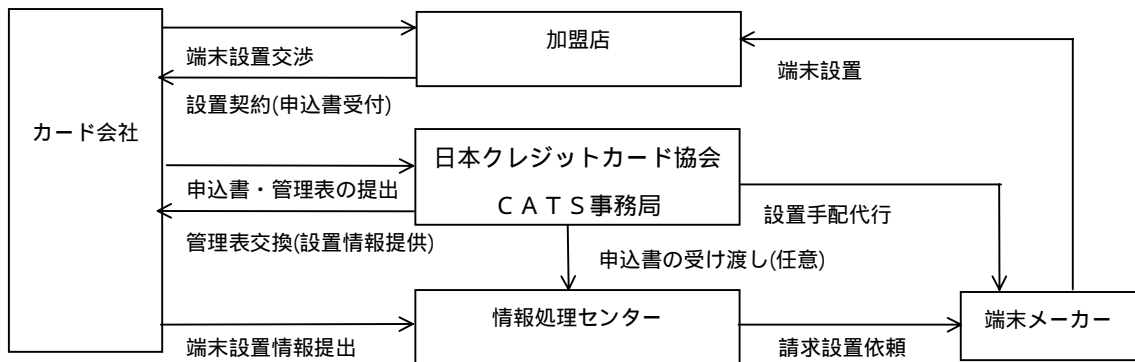 加盟店
端末設置交渉
端末設置
設置契約(申込書受付)
カード会社
日本クレジットカード協会
CATS事務局
申込書・管理表の提出
設置手配代行
管理表交換(設置情報提供)
申込書の受け渡し(任意)
情報処理センター
端末メーカー
端末設置情報提出
請求設置依頼